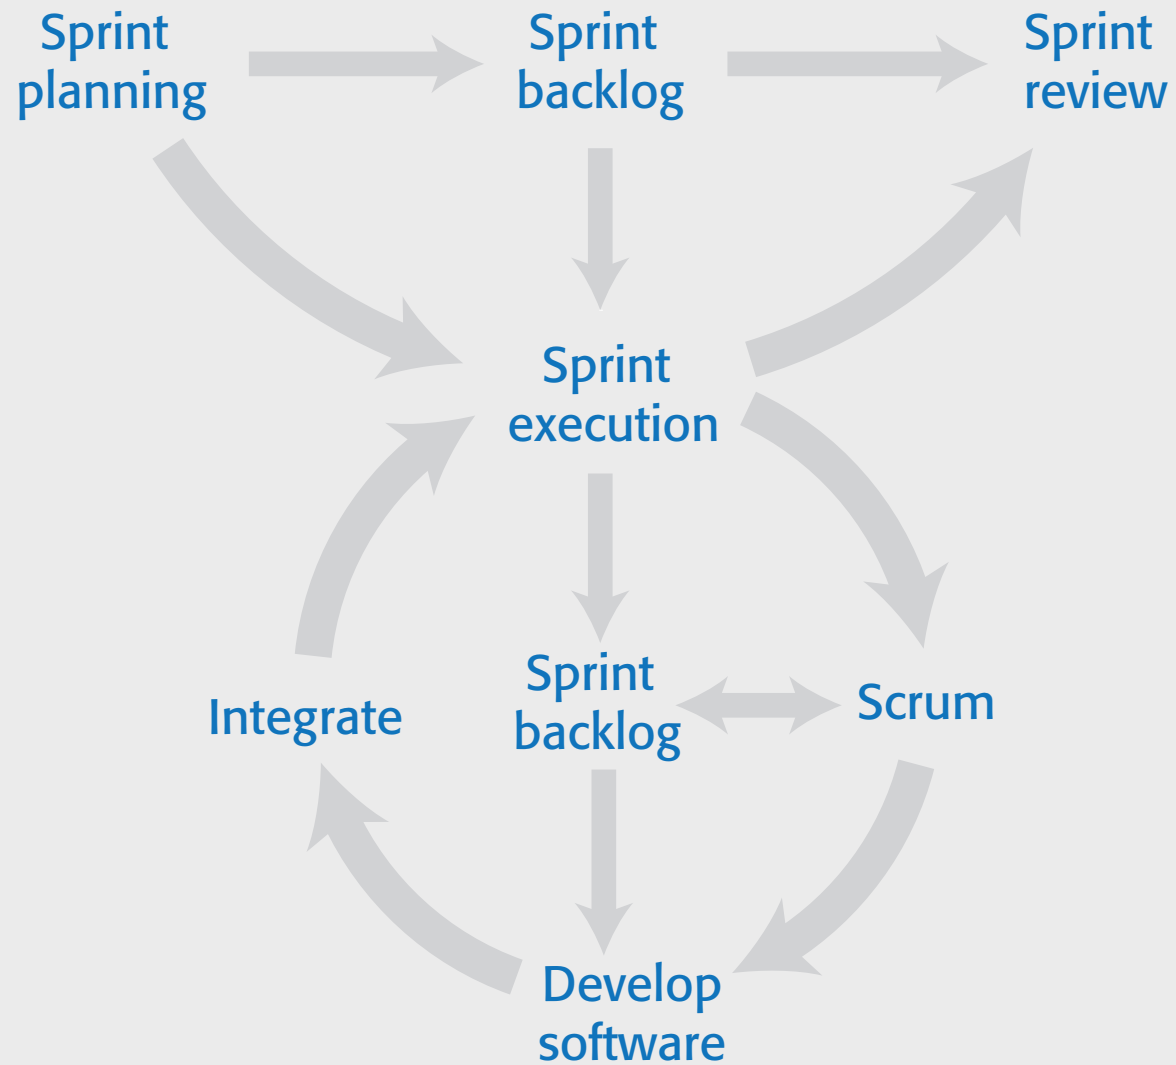 Sprint
planning
Sprint
backlog
Sprint
review
Sprint
execution
Integrate
Sprint
backlog
Scrum
Develop
software